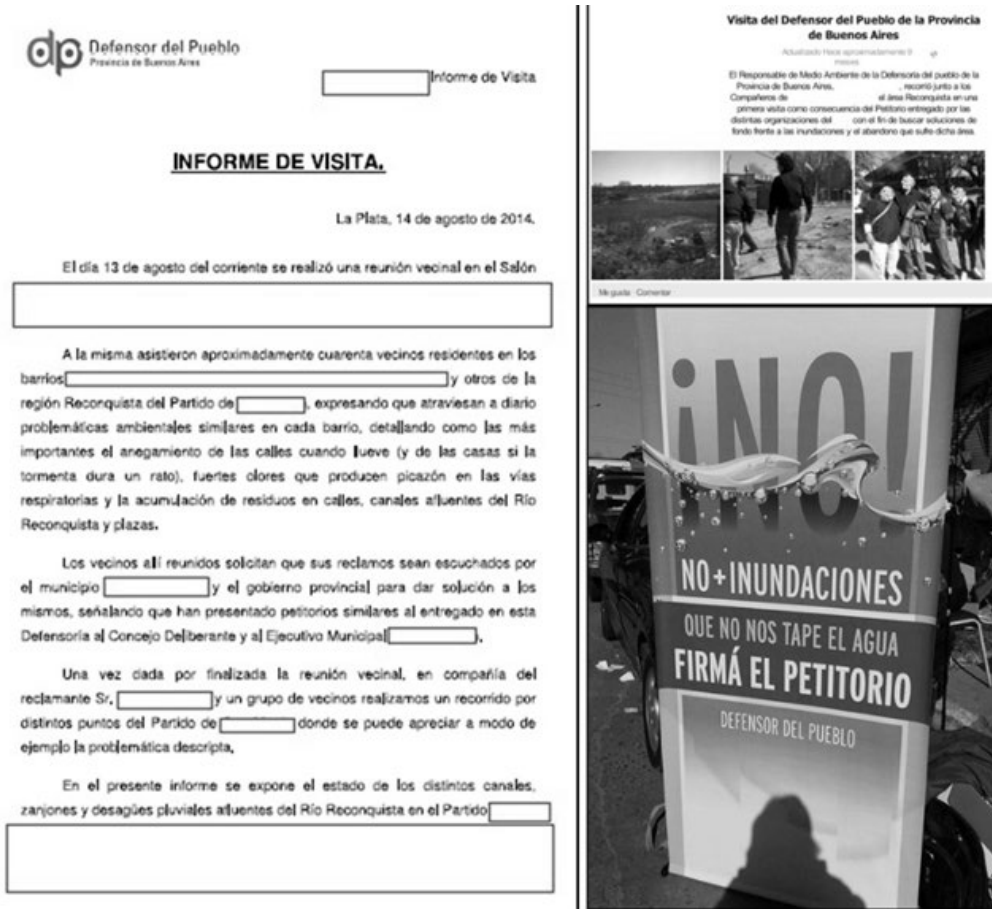 dp Defensor del Pueblo
Provincia de Buenos Aires
Informe de Visita
INFORME DE VISITA.
La Plata, 14 de agosto de 2014.
El día 13 de agosto del corriente se realizó una reunión vecinal en el Salón
A la misma asistieron aproximadamente cuarenta vecinos residentes en los
barrios y otros de la
región Reconquista del Partido de , expresando que atraviesan a diario
problemáticas ambientales similares en cada barrio, detallando como las más
importantes el anegamiento de las calles cuando llueve (y de las casas si la
tormenta dura un rato), fuertes olores que producen picazón en las vías
respiratorias y la acumulación de residuos en calles, canales afluentes del Río
Reconquista y plazas.
Los vecinos allí reunidos solicitan que sus reclamos sean escuchados por
el municipio y el gobierno provincial para dar solución a los
mismos, señalando que han presentado petitorios similares al entregado en esta
Defensoría al Concejo Deliberante y al Ejecutivo Municipal .
Una vez dada por finalizada la reunión vecinal, en compañía del
reclamante Sr. y un grupo de vecinos realizamos un recorrido por
distintos puntos del Partido de donde se puede apreciar a modo de
ejemplo la problemática descripta.
En el presente informe se expone el estado de los distintos canales,
zanjones y desagües pluviales afluentes del Río Reconquista en el Partido
Visita del Defensor del Pueblo de la Provincia
de Buenos Aires
Actualizado Hace aproximadamente 9
meses
El Responsable de Medio Ambiente de la Defensoria del pueblo de la
Provincia de Buenos Aires, , recorrió junto a los
Compañeros de el área Reconquista en una
primera visita como consecuencia del Petitorio entregado por las
distintas organizaciones del con el fin de buscar soluciones de
fondo frente a las inundaciones y el abandono que sufre dicha área.
Me gusta Comentar
¡NO!
NO+INUNDACIONES
QUE NO NOS TAPE EL AGUA
FIRMÁ EL PETITORIO
DEFENSOR DEL PUEBLO